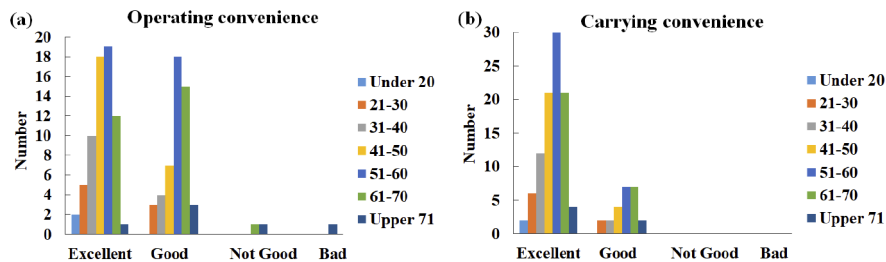 (a)
Operating convenience
Number
20
18
16
14
12
10
8
6
4
2
0
Excellent Good Not Good Bad
Under 20
21-30
31-40
41-50
51-60
61-70
Upper 71
(b)
Carrying convenience
Number
30
25
20
15
10
5
0
Excellent Good Not Good Bad
Under 20
21-30
31-40
41-50
51-60
61-70
Upper 71